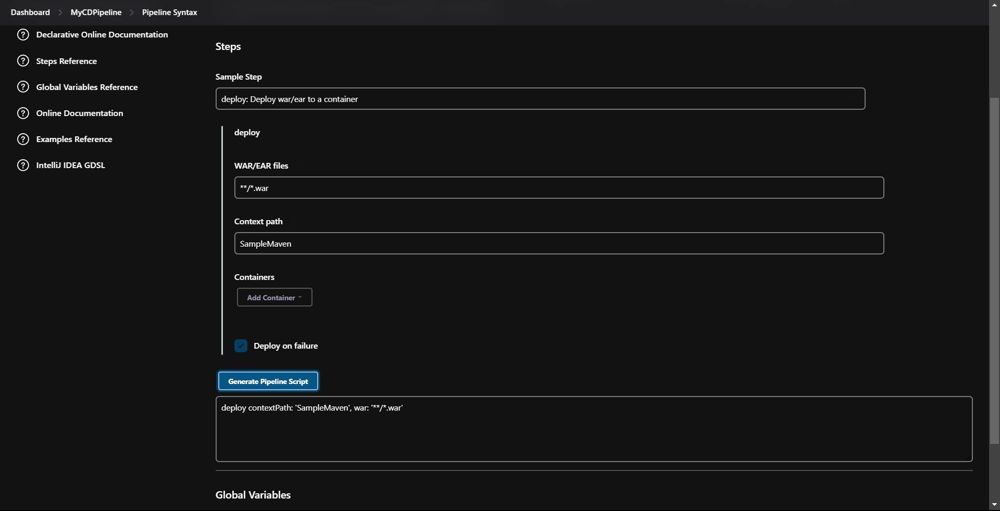 Dashboard > MyCDPipeline > Pipeline Syntax
Declarative Online Documentation
Steps Reference
Global Variables Reference
Online Documentation
Examples Reference
IntelliJ IDEA GDSL
Steps
Sample Step
deploy: Deploy war/ear to a container
deploy
WAR/EAR files
**/*.war
Context path
SampleMaven
Containers
Add Container
Deploy on failure
Generate Pipeline Script
deploy contextPath: 'SampleMaven', war: '**/*.war'
Global Variables